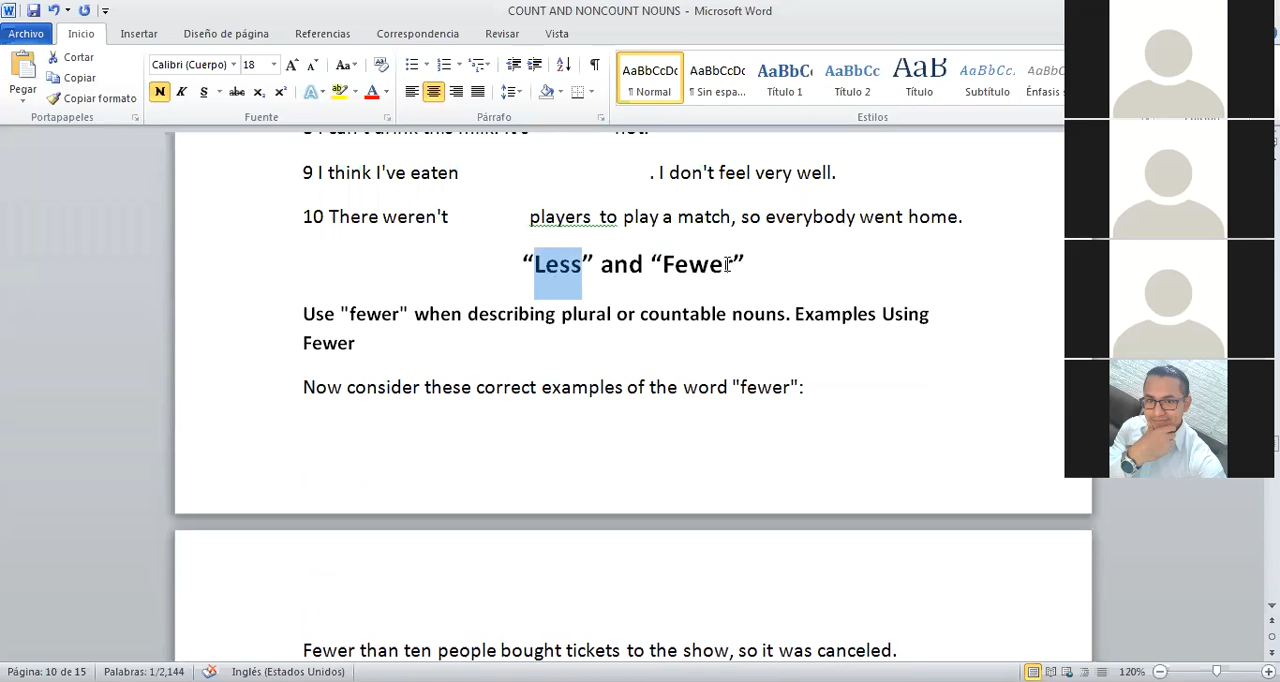 COUNT AND NONCOUNT NOUNS - Microsoft Word
Archivo Inicio Insertar Diseño de página Referencias Correspondencia Revisar Vista
Pegar
Cortar
Copiar
Copiar formato
Portapapeles
Calibri (Cuerpo) 18
Fuente
Párrafo
AaBbCcDc AaBbCcDc AaBbC AaBbCc AaB AaBbCc AaBbCc
¶ Normal ¶ Sin espa... Título 1 Título 2 Título Subtítulo Énfasis
Estilos
9 I think I've eaten . I don't feel very well.
10 There weren't players to play a match, so everybody went home.
“Less” and “Fewer”
Use "fewer" when describing plural or countable nouns. Examples Using
Fewer
Now consider these correct examples of the word "fewer":
Fewer than ten people bought tickets to the show, so it was canceled.
Página: 10 de 15 Palabras: 1/2,144 Inglés (Estados Unidos) 120%